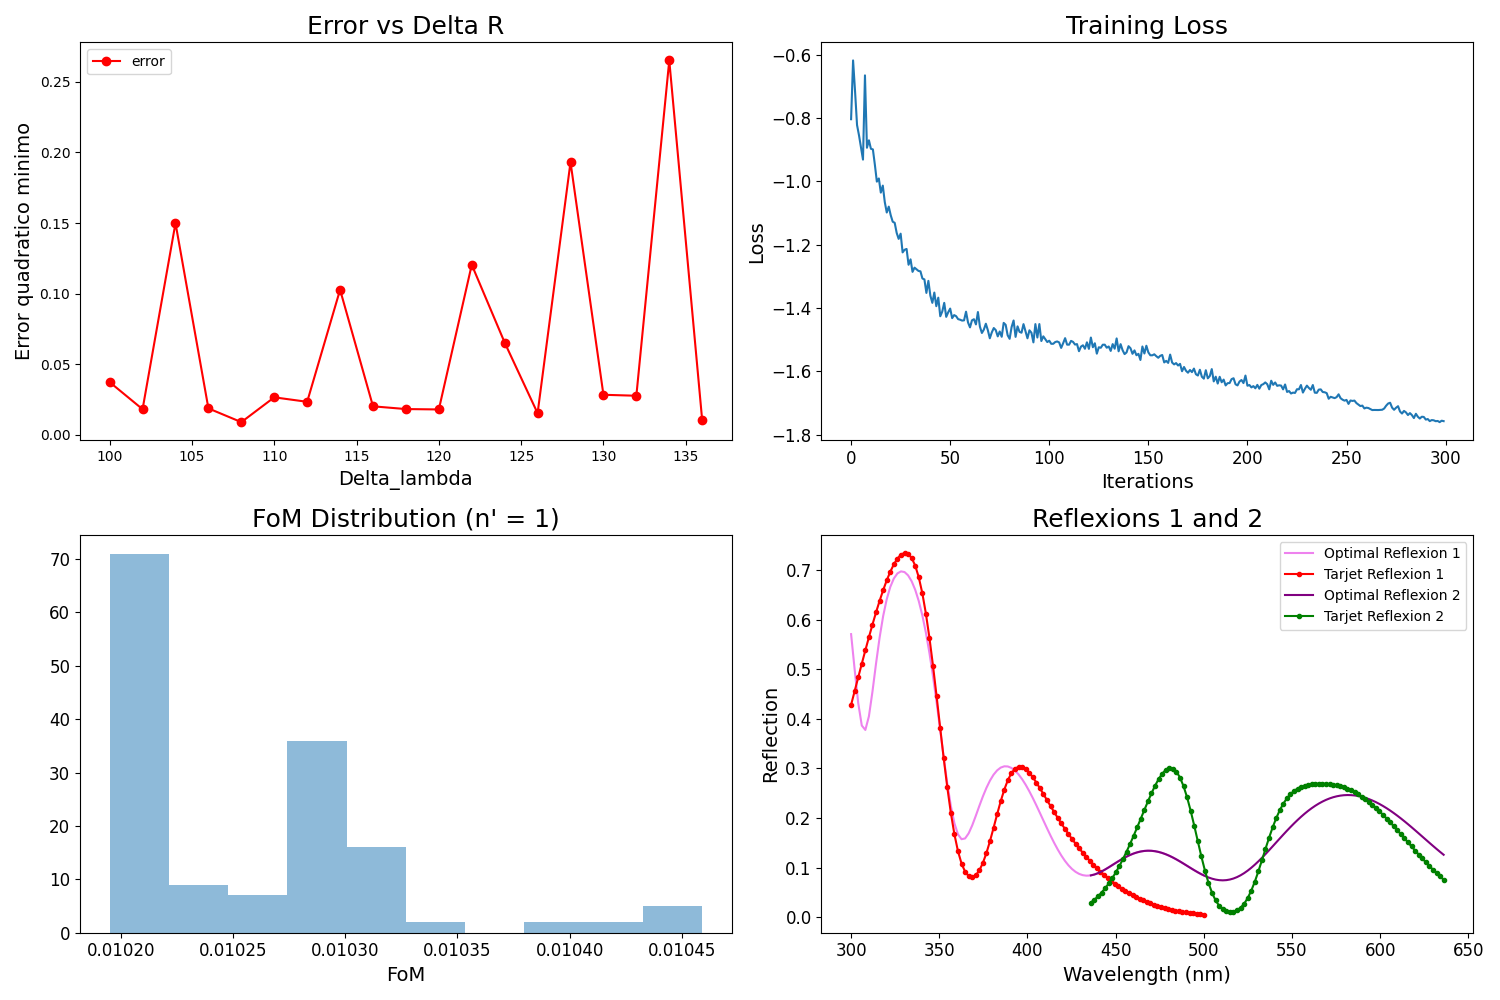 Error vs Delta R
error
Error quadratico minimo
0.25
0.20
0.15
0.10
0.05
0.00
100 105 110 115 120 125 130 135
Delta_lambda
Training Loss
Loss
−0.6
−0.8
−1.0
−1.2
−1.4
−1.6
−1.8
0 50 100 150 200 250 300
Iterations
FoM Distribution (n' = 1)
70
60
50
40
30
20
10
0
0.01020 0.01025 0.01030 0.01035 0.01040 0.01045
FoM
Reflexions 1 and 2
Optimal Reflexion 1
Tarjet Reflexion 1
Optimal Reflexion 2
Tarjet Reflexion 2
Reflection
0.7
0.6
0.5
0.4
0.3
0.2
0.1
0.0
300 350 400 450 500 550 600 650
Wavelength (nm)